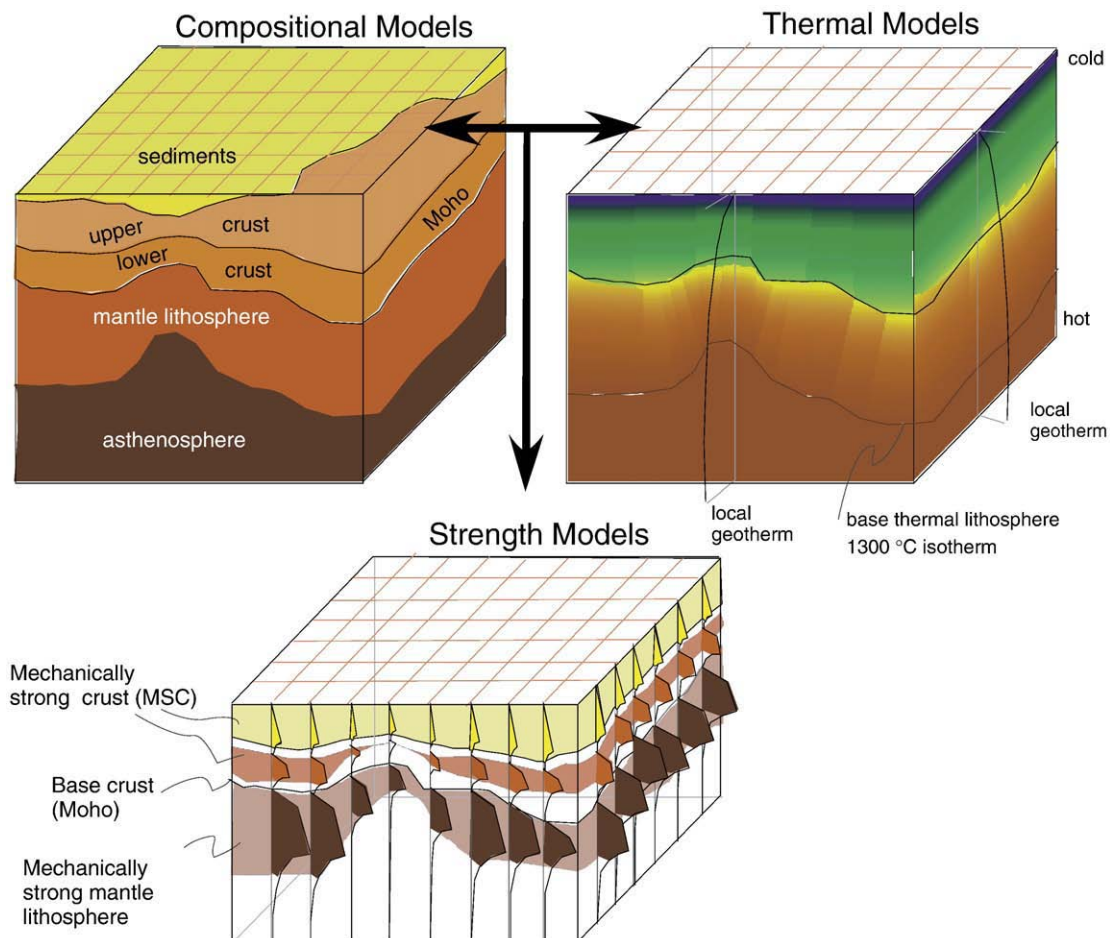 Compositional Models
Thermal Models
cold
sediments
Moho
upper
crust
lower
crust
mantle lithosphere
hot
asthenosphere
local
geotherm
local
geotherm
base thermal lithosphere
1300 °C isotherm
Strength Models
Mechanically
strong crust (MSC)
Base crust
(Moho)
Mechanically
strong mantle
lithosphere